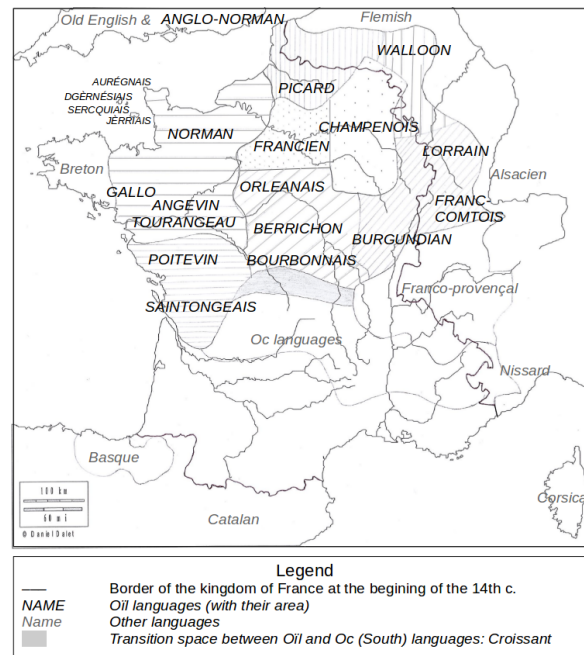 Old English & ANGLO-NORMAN
Flemish
WALLOON
PICARD
AURÉGNAIS
DGÈRNÉSIAIS
SERCQUIAIS
JÈRRIAIS
NORMAN
CHAMPENOIS
FRANCIEN
LORRAIN
Breton
Alsacien
GALLO
ORLEANAIS
ANGEVIN
FRANC-
COMTOIS
TOURANGEAU
BERRICHON
BURGUNDIAN
POITEVIN
BOURBONNAIS
Franco-provençal
SAINTONGEAIS
Oc languages
Nissard
Basque
100 km
60 mi
© Daniel Dalet
Catalan
Corsica
Legend
Border of the kingdom of France at the begining of the 14th c.
NAME Oïl languages (with their area)
Name Other languages
Transition space between Oïl and Oc (South) languages: Croissant